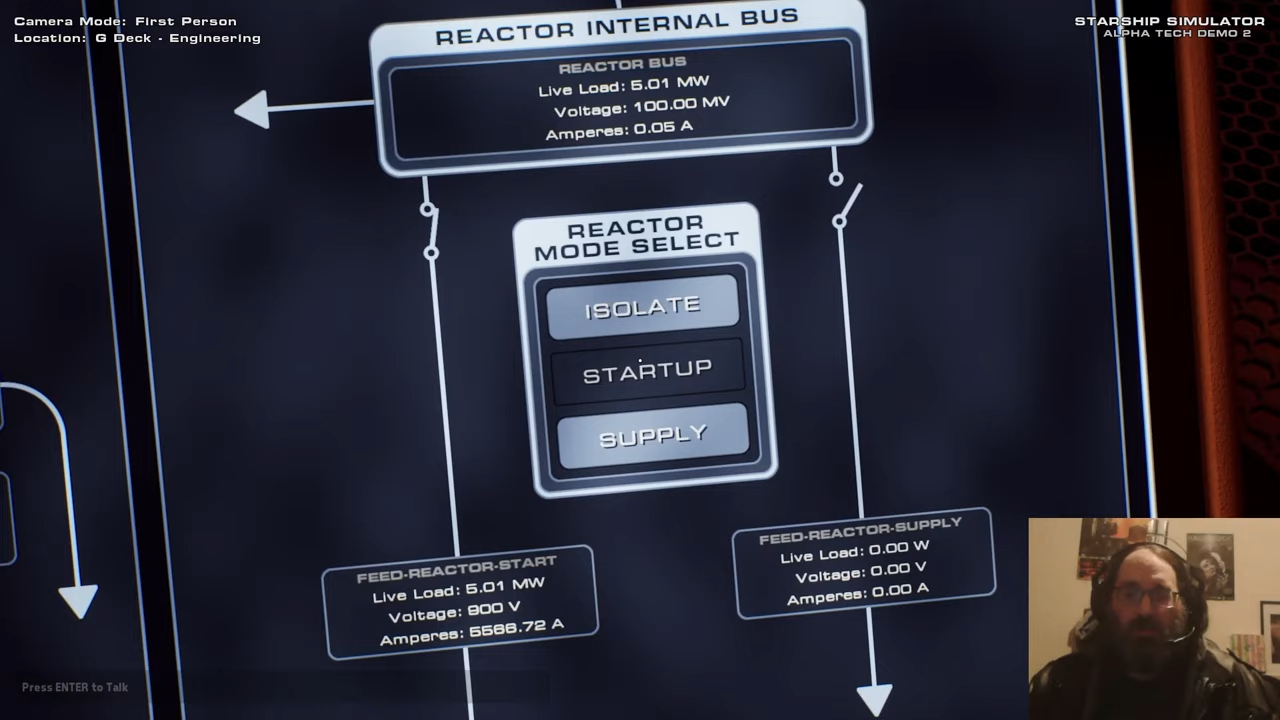 Camera Mode: First Person
Location: G Deck - Engineering
STARSHIP SIMULATOR
ALPHA TECH DEMO 2
REACTOR INTERNAL BUS
REACTOR BUS
Live Load: 5.01 MW
Voltage: 100.00 MV
Amperes: 0.05 A
REACTOR
MODE SELECT
ISOLATE
STARTUP
SUPPLY
FEED-REACTOR-START
Live Load: 5.01 MW
Voltage: 900 V
Amperes: 5566.72 A
FEED-REACTOR-SUPPLY
Live Load: 0.00 W
Voltage: 0.00 V
Amperes: 0.00 A
Press ENTER to Talk